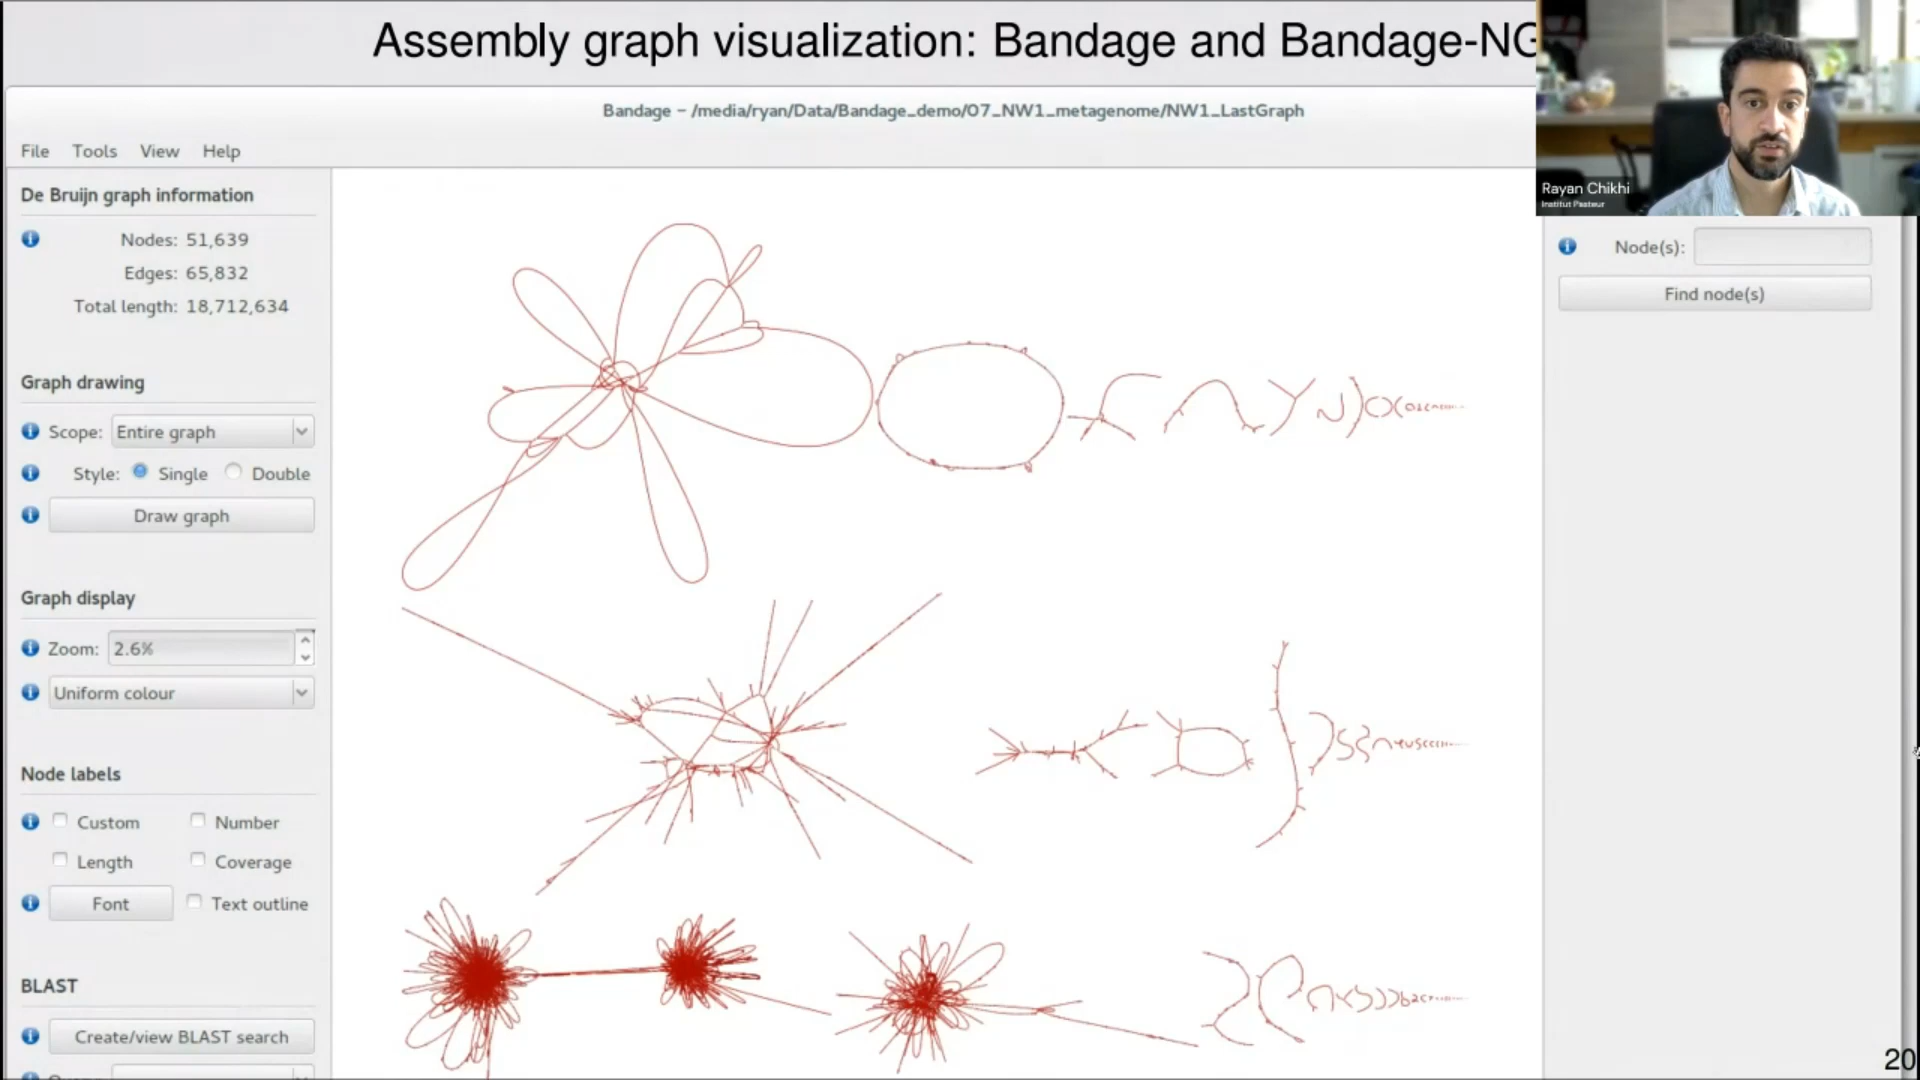 Assembly graph visualization: Bandage and Bandage-NG
Rayan Chikhi
Institut Pasteur
Bandage – /media/ryan/Data/Bandage_demo/07_NW1_metagenome/NW1_LastGraph
File Tools View Help
De Bruijn graph information
Nodes: 51,639
Edges: 65,832
Total length: 18,712,634
Graph drawing
Scope: Entire graph
Style: Single Double
Draw graph
Graph display
Zoom: 2.6%
Uniform colour
Node labels
Custom Number
Length Coverage
Font Text outline
BLAST
Create/view BLAST search
Node(s):
Find node(s)
20